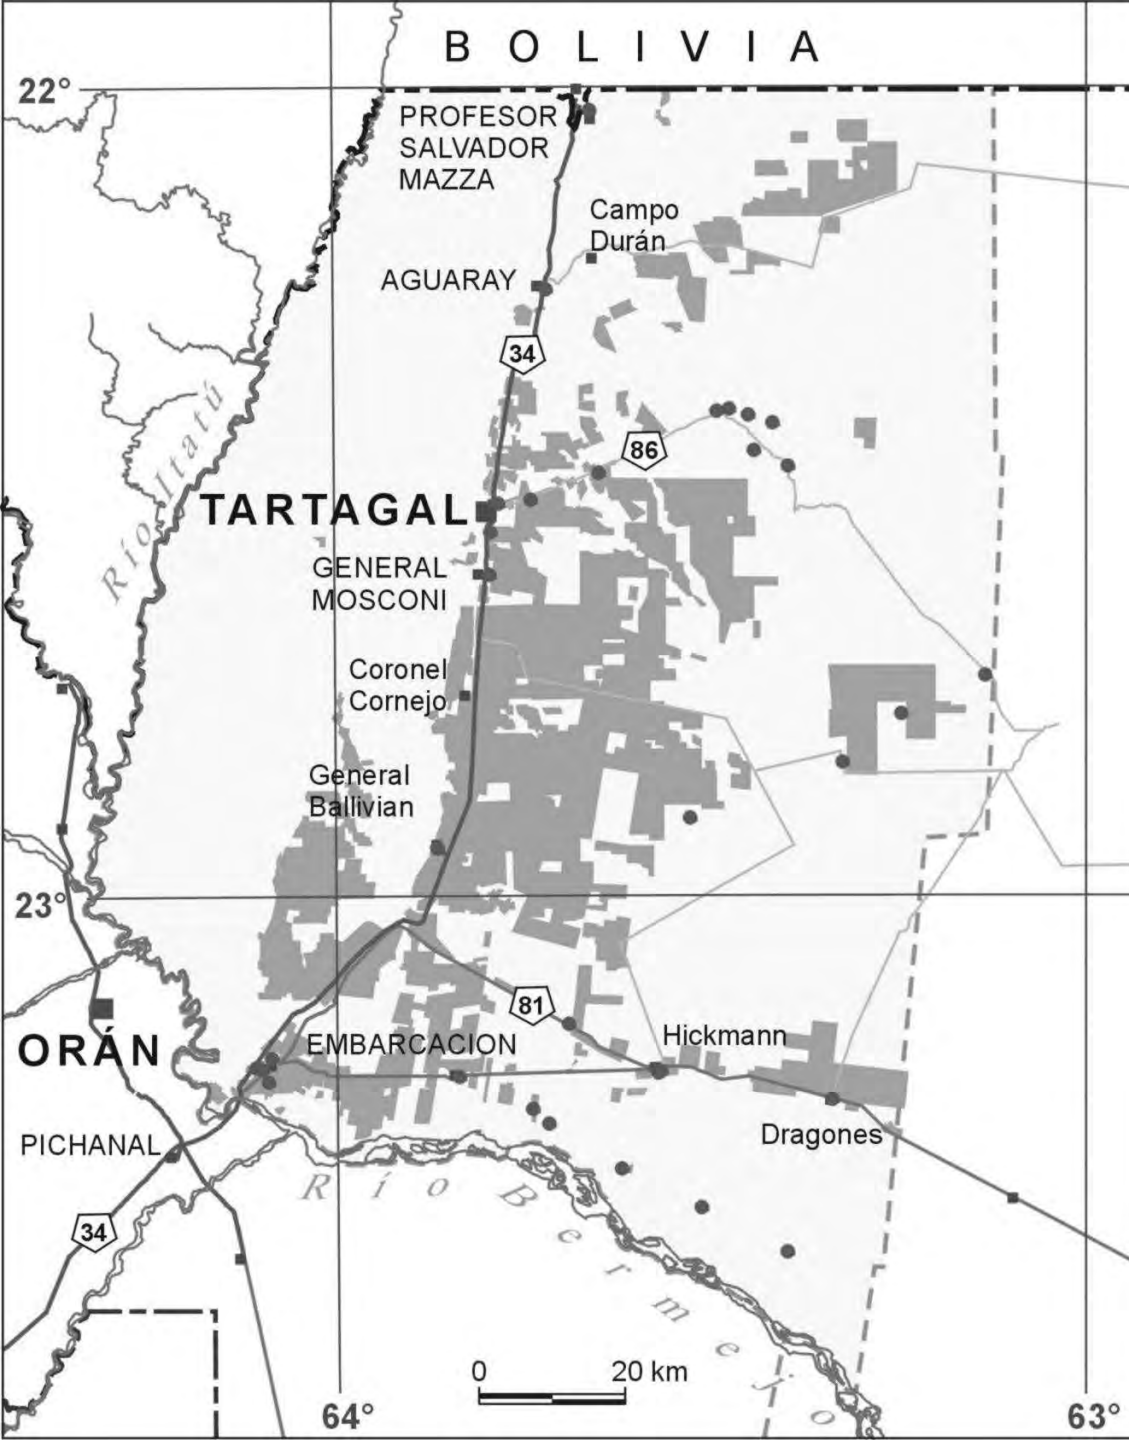 BOLIVIA
22°
PROFESOR
SALVADOR
MAZZA
Campo
Durán
AGUARAY
34
Río Itatú
86
TARTAGAL
GENERAL
MOSCONI
Coronel
Cornejo
General
Ballivian
23°
81
ORÁN
EMBARCACION
Hickmann
PICHANAL
Dragones
Río Bermejo
34
0 20 km
64°
63°